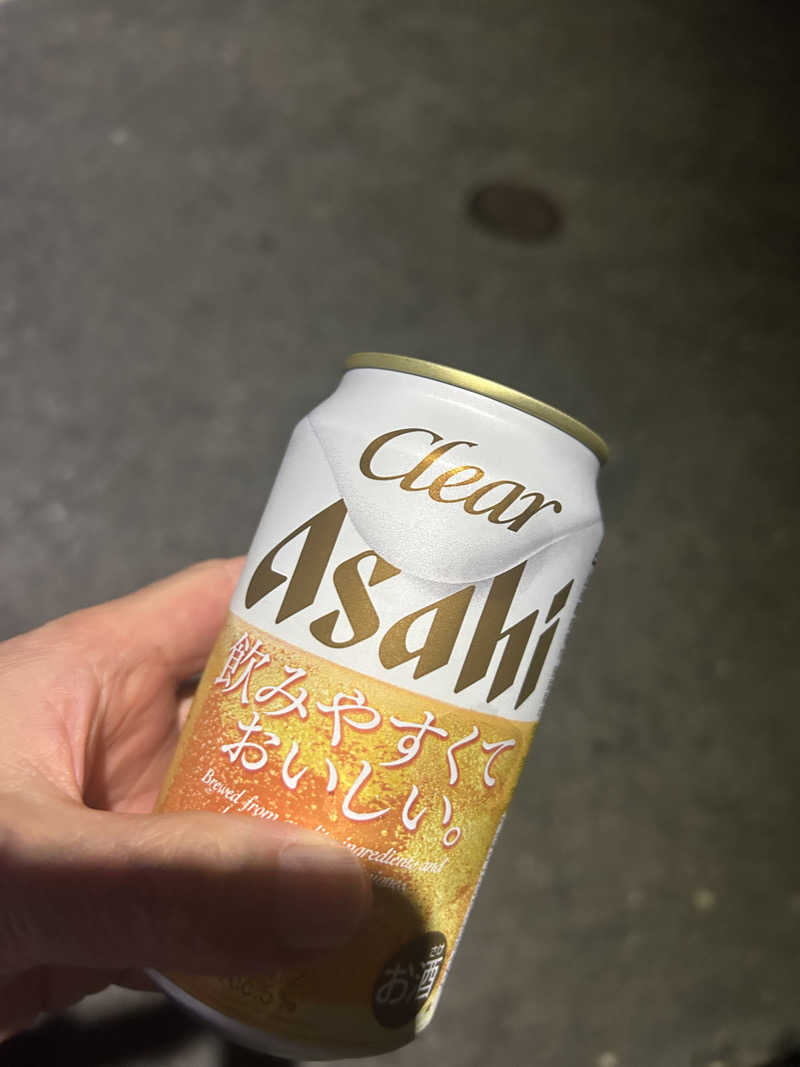 Clear
Asahi
飲みやすくて
おいしい。
Brewed from ingredients and
お酒